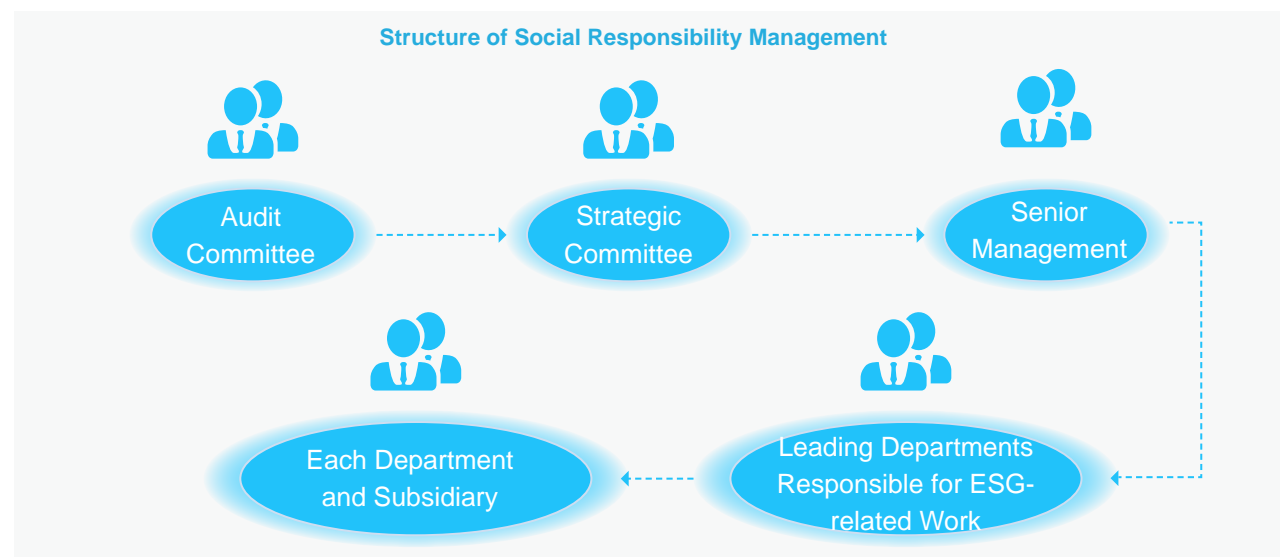 Structure of Social Responsibility Management
Audit
Committee
Strategic
Committee
Senior
Management
Each Department
and Subsidiary
Leading Departments
Responsible for ESG-
related Work